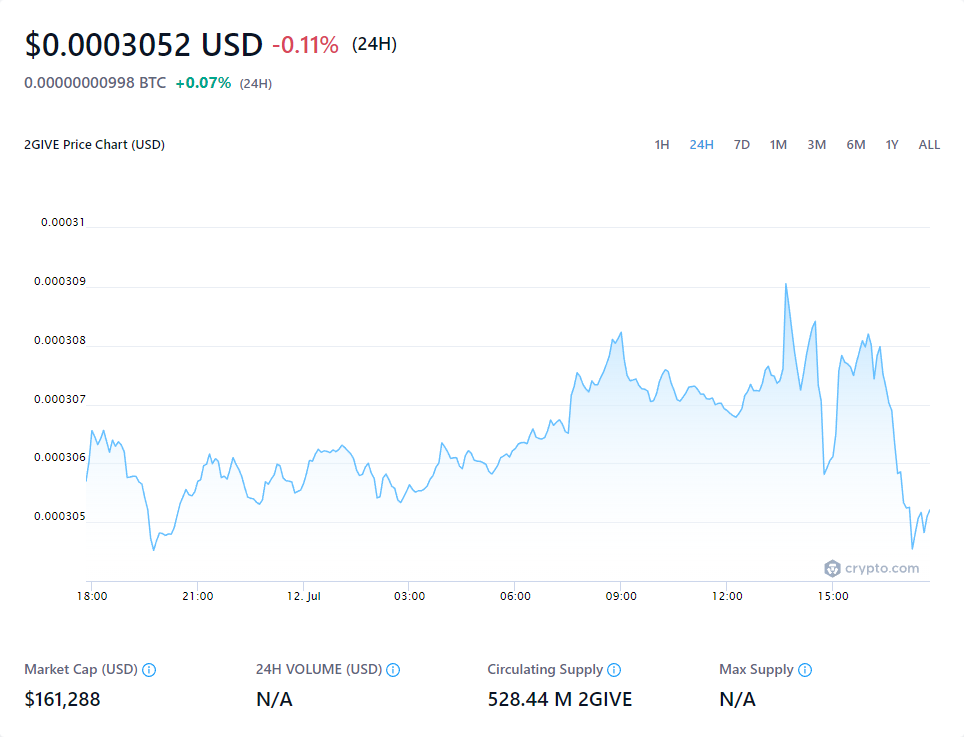 $0.0003052 USD -0.11% (24H)
0.00000000998 BTC +0.07% (24H)
2GIVE Price Chart (USD) 1H 24H 7D 1M 3M 6M 1Y ALL
0.00031
0.000309
0.000308
0.000307
0.000306
0.000305
crypto.com
18:00 21:00 12. Jul 03:00 06:00 09:00 12:00 15:00
Market Cap (USD) 24H VOLUME (USD) Circulating Supply Max Supply
$161,288 N/A 528.44 M 2GIVE N/A